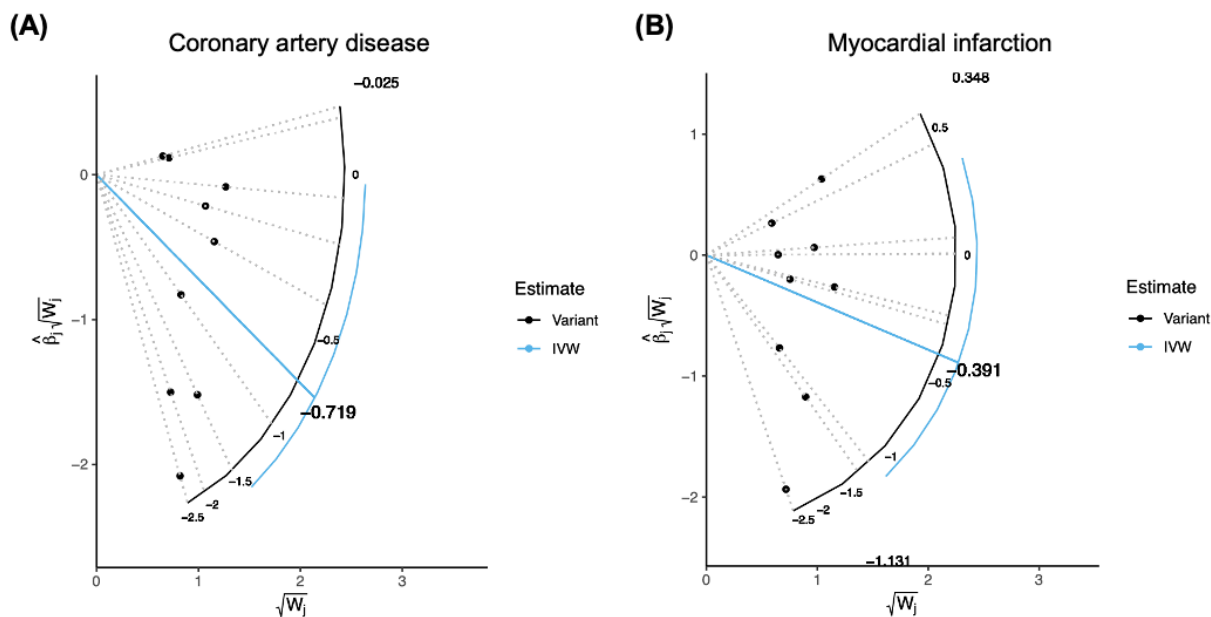 (A)
Coronary artery disease
−0.025
0
−1
−2
β̂j√Wj
0
−0.5
−0.719
−1
−1.5
−2
−2.5
0 1 2 3
√Wj
Estimate
Variant
IVW
(B)
Myocardial infarction
0.348
1
0
−1
−2
β̂j√Wj
0.5
0
−0.391
−0.5
−1
−1.5
−2
−2.5
−1.131
0 1 2 3
√Wj
Estimate
Variant
IVW